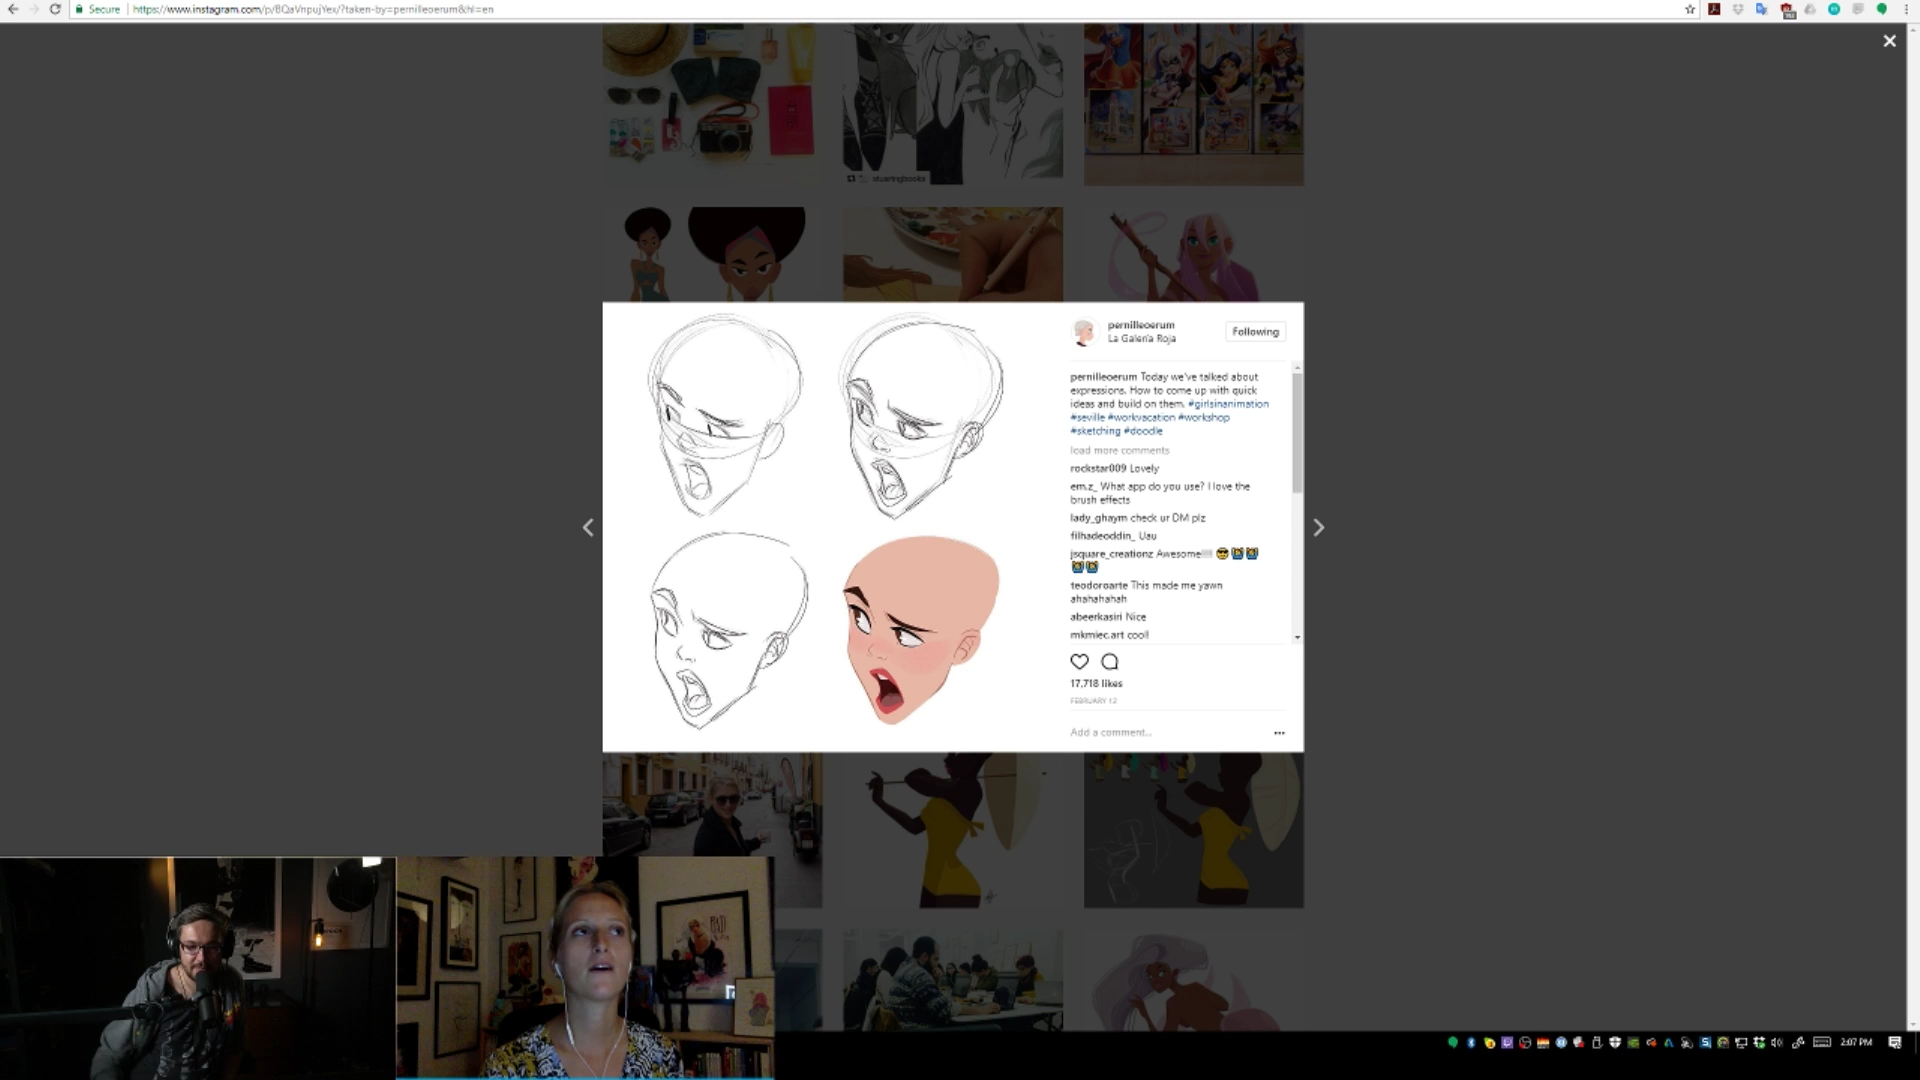 Secure https://www.instagram.com/p/BQaVnpujYex/?taken-by=pernilleoerum&hl=en
pernilleoerum
Following
La Galería Roja
pernilleoerum Today we've talked about
expressions. How to come up with quick
ideas and build on them. #girlsinanimation
#seville #workvacation #workshop
#sketching #doodle
load more comments
rockstar009 Lovely
em.z_ What app do you use? I love the
brush effects
lady_ghaym check ur DM plz
filhadeoddin_ Uau
jsquare_creationz Awesome
teodoroarte This made me yawn
ahahahahah
abeerkasiri Nice
mkmiec.art cool!
17,718 likes
FEBRUARY 12
Add a comment...
2:07 PM